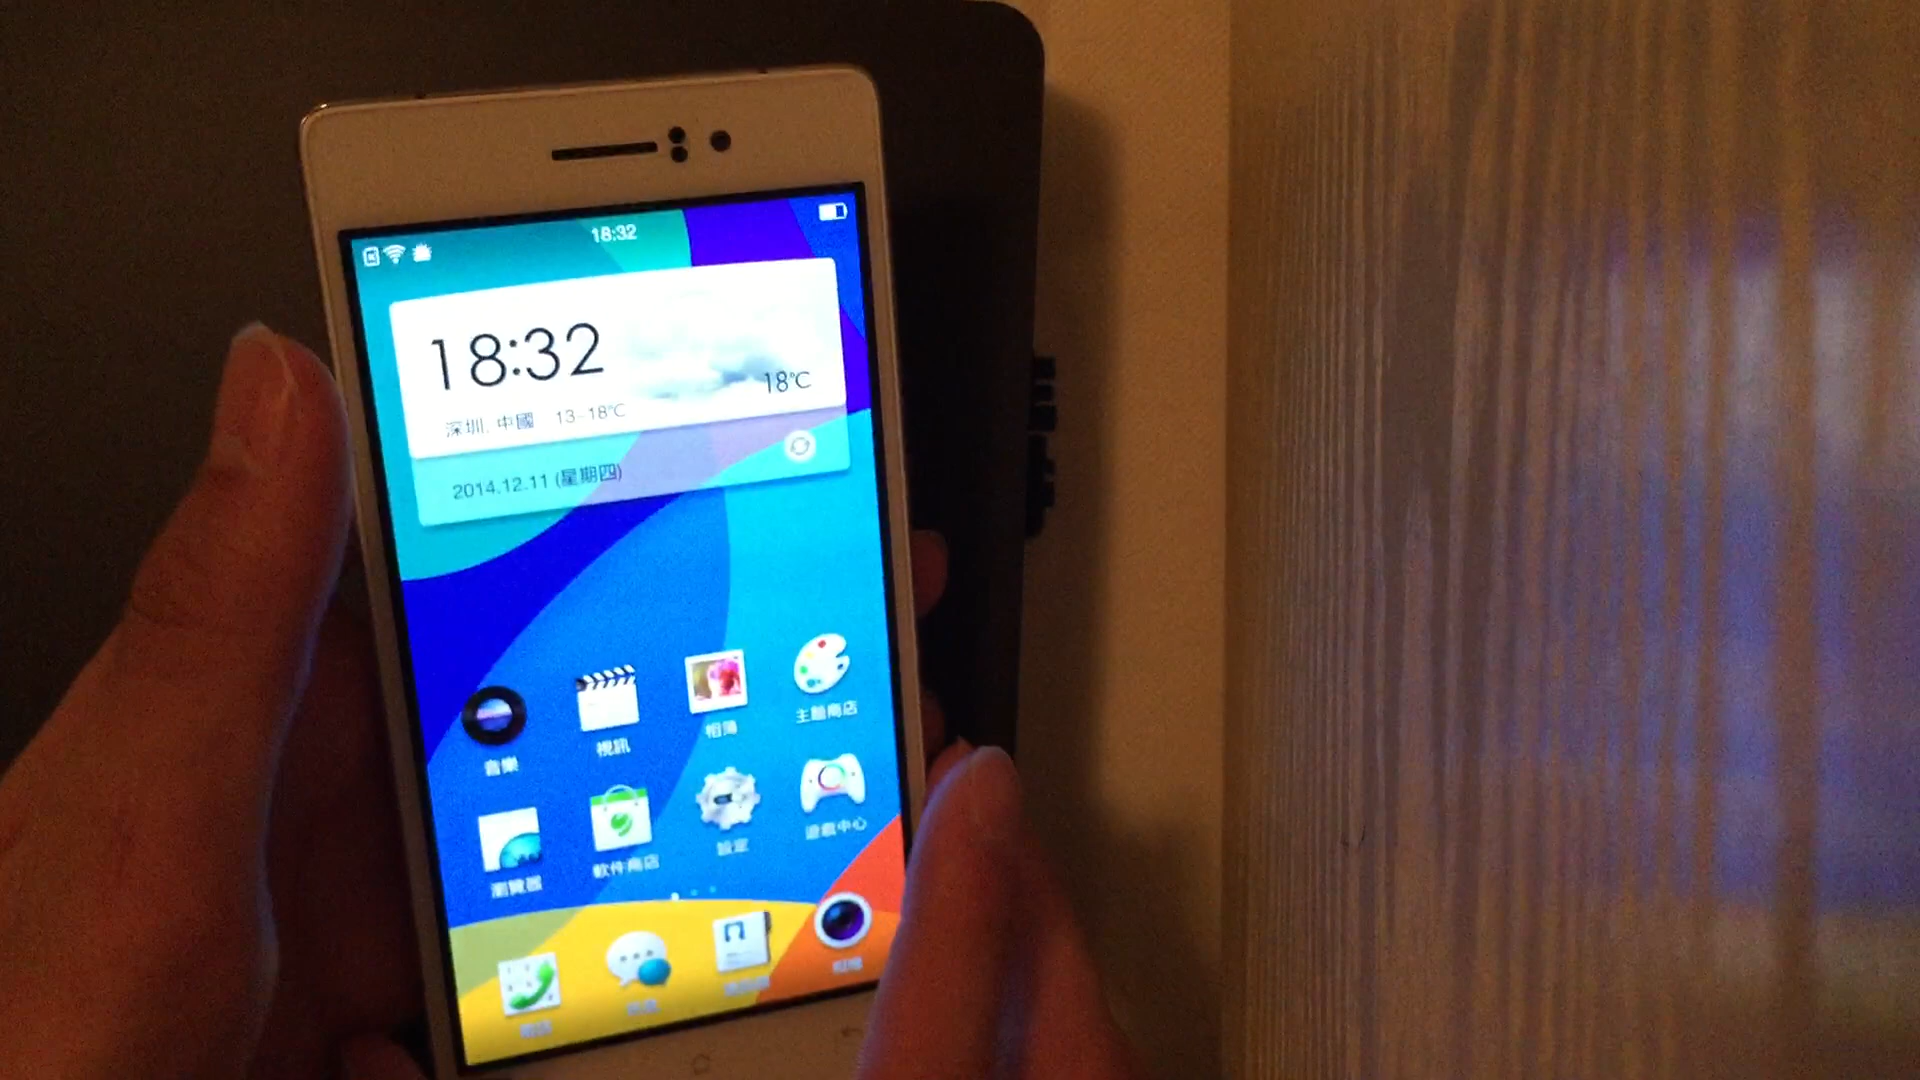 18:32
18:32
18°C
深圳, 中國 13-18°C
2014.12.11 (星期四)
音樂 視訊 相簿 主題商店
瀏覽器 軟件商店 設定 遊戲中心